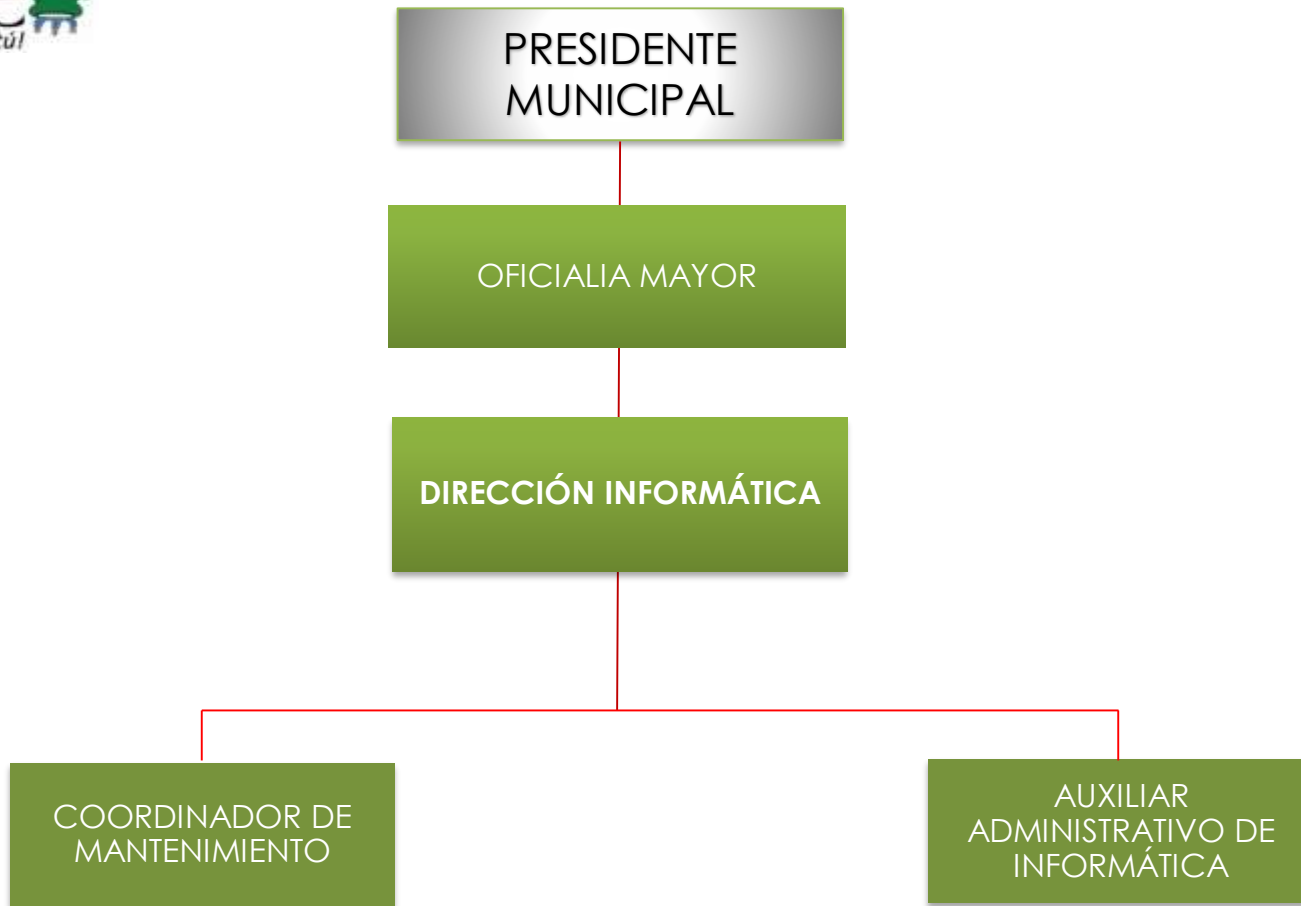 PRESIDENTE
MUNICIPAL
OFICIALIA MAYOR
DIRECCIÓN INFORMÁTICA
COORDINADOR DE
MANTENIMIENTO
AUXILIAR
ADMINISTRATIVO DE
INFORMÁTICA